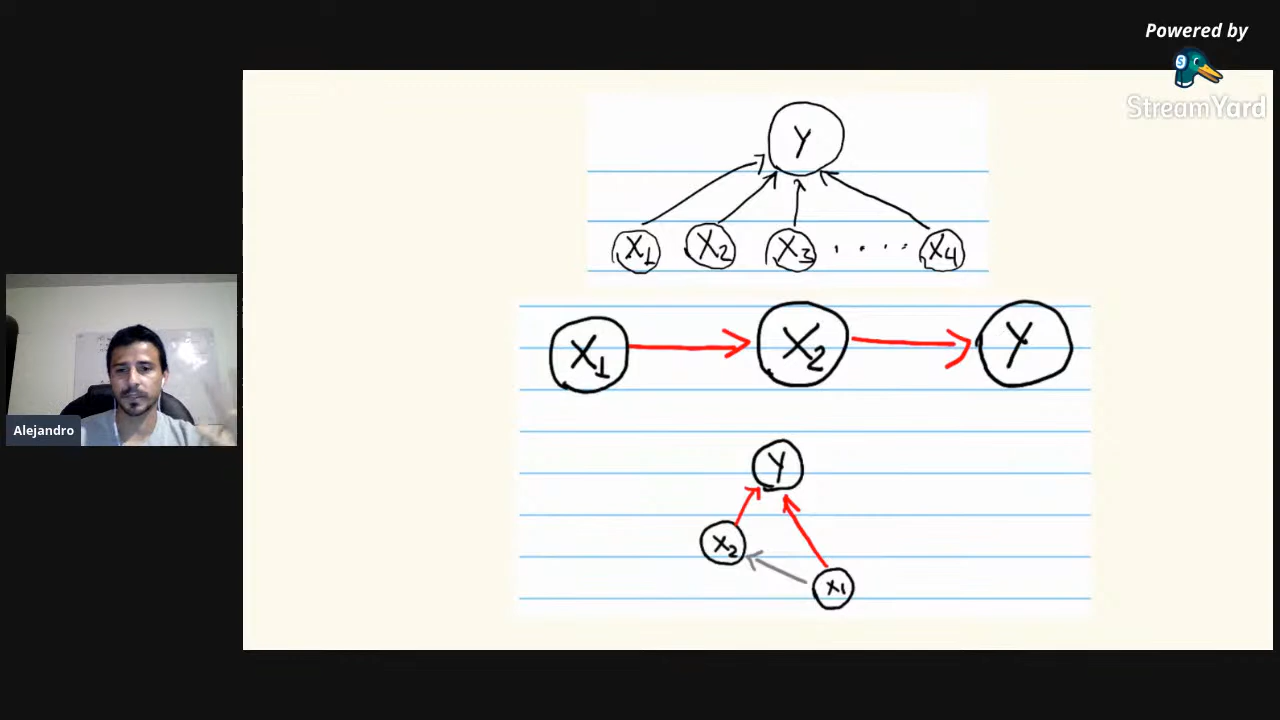 Powered by
StreamYard
Y
X1 X2 X3 ..... X4
X1 X2 Y
Y
X2
X1
Alejandro